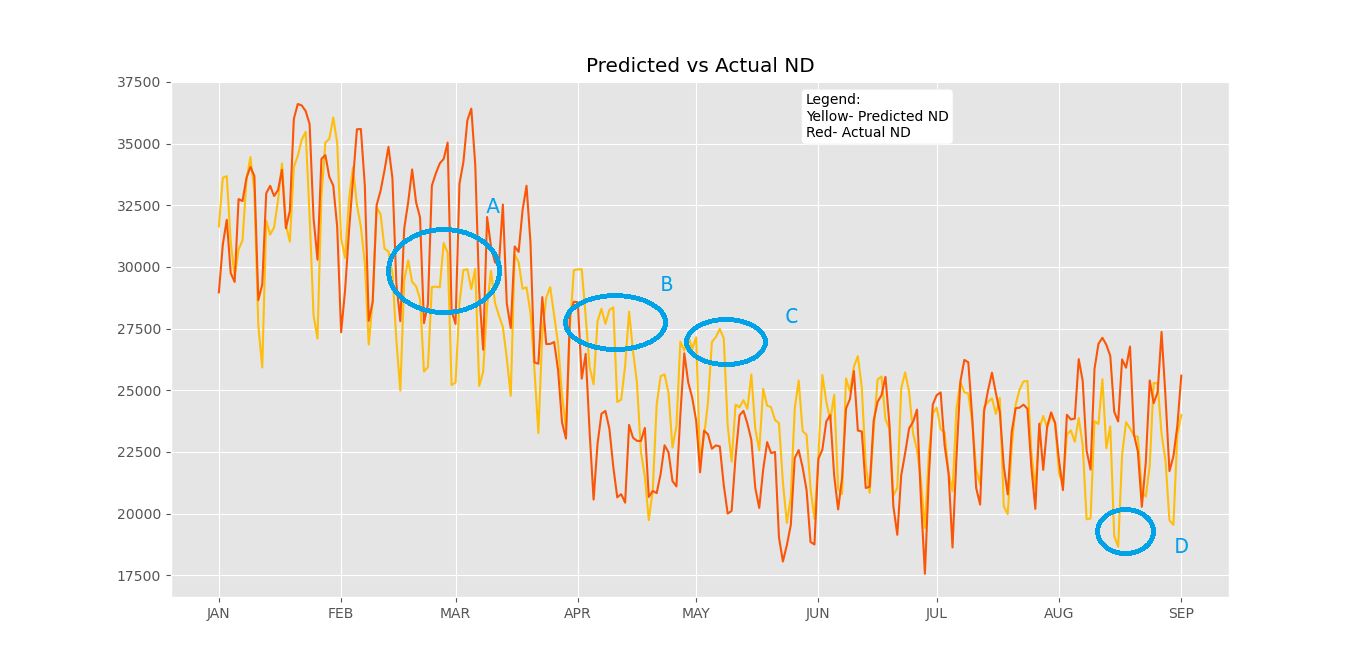 Predicted vs Actual ND
37500
35000
32500
30000
27500
25000
22500
20000
17500
Legend:
Yellow- Predicted ND
Red- Actual ND
A
B
C
D
JAN FEB MAR APR MAY JUN JUL AUG SEP